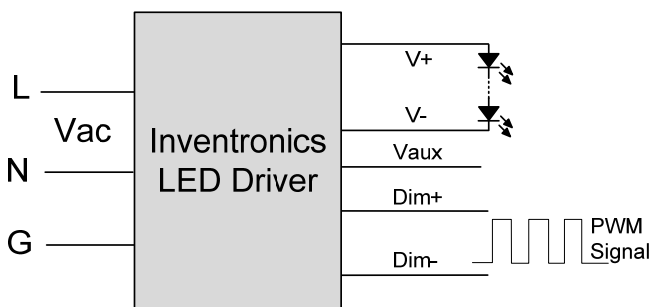 L
Vac
N
G
Inventronics
LED Driver
V+
V-
Vaux
Dim+
Dim-
PWM
Signal